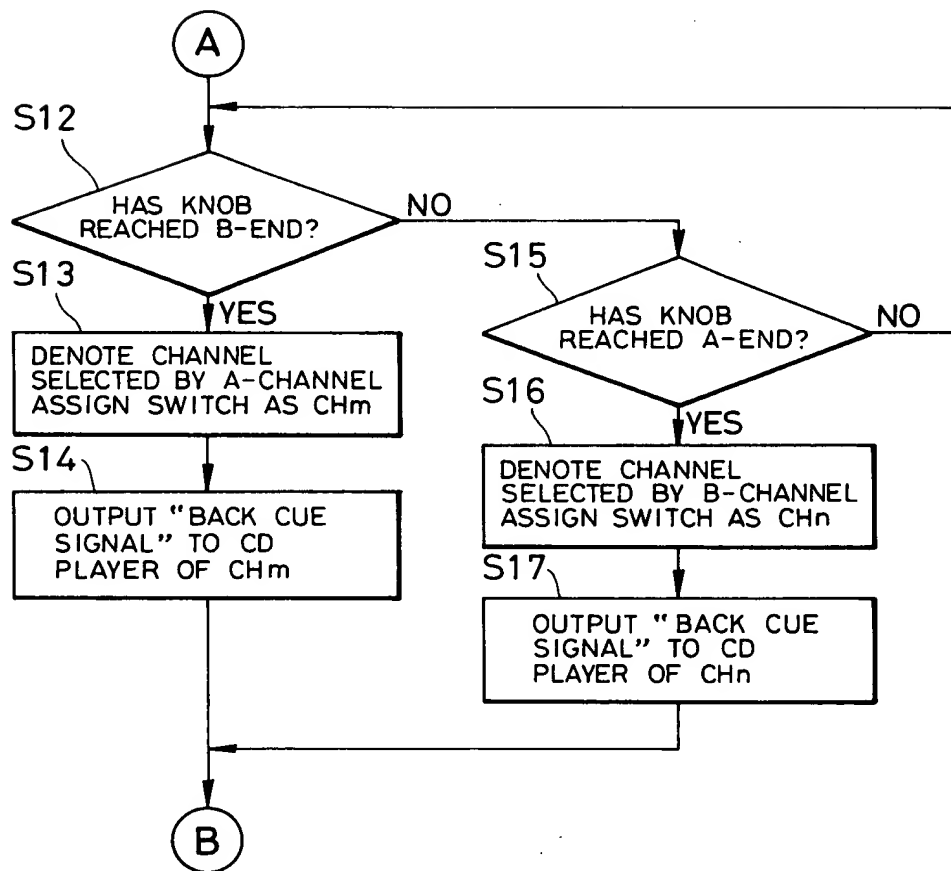 A
S12
HAS KNOB
REACHED B-END?
NO
S13
YES
DENOTE CHANNEL
SELECTED BY A-CHANNEL
ASSIGN SWITCH AS CHm
S14
OUTPUT "BACK CUE
SIGNAL" TO CD
PLAYER OF CHm
S15
HAS KNOB
REACHED A-END?
NO
S16
YES
DENOTE CHANNEL
SELECTED BY B-CHANNEL
ASSIGN SWITCH AS CHn
S17
OUTPUT "BACK CUE
SIGNAL" TO CD
PLAYER OF CHn
B